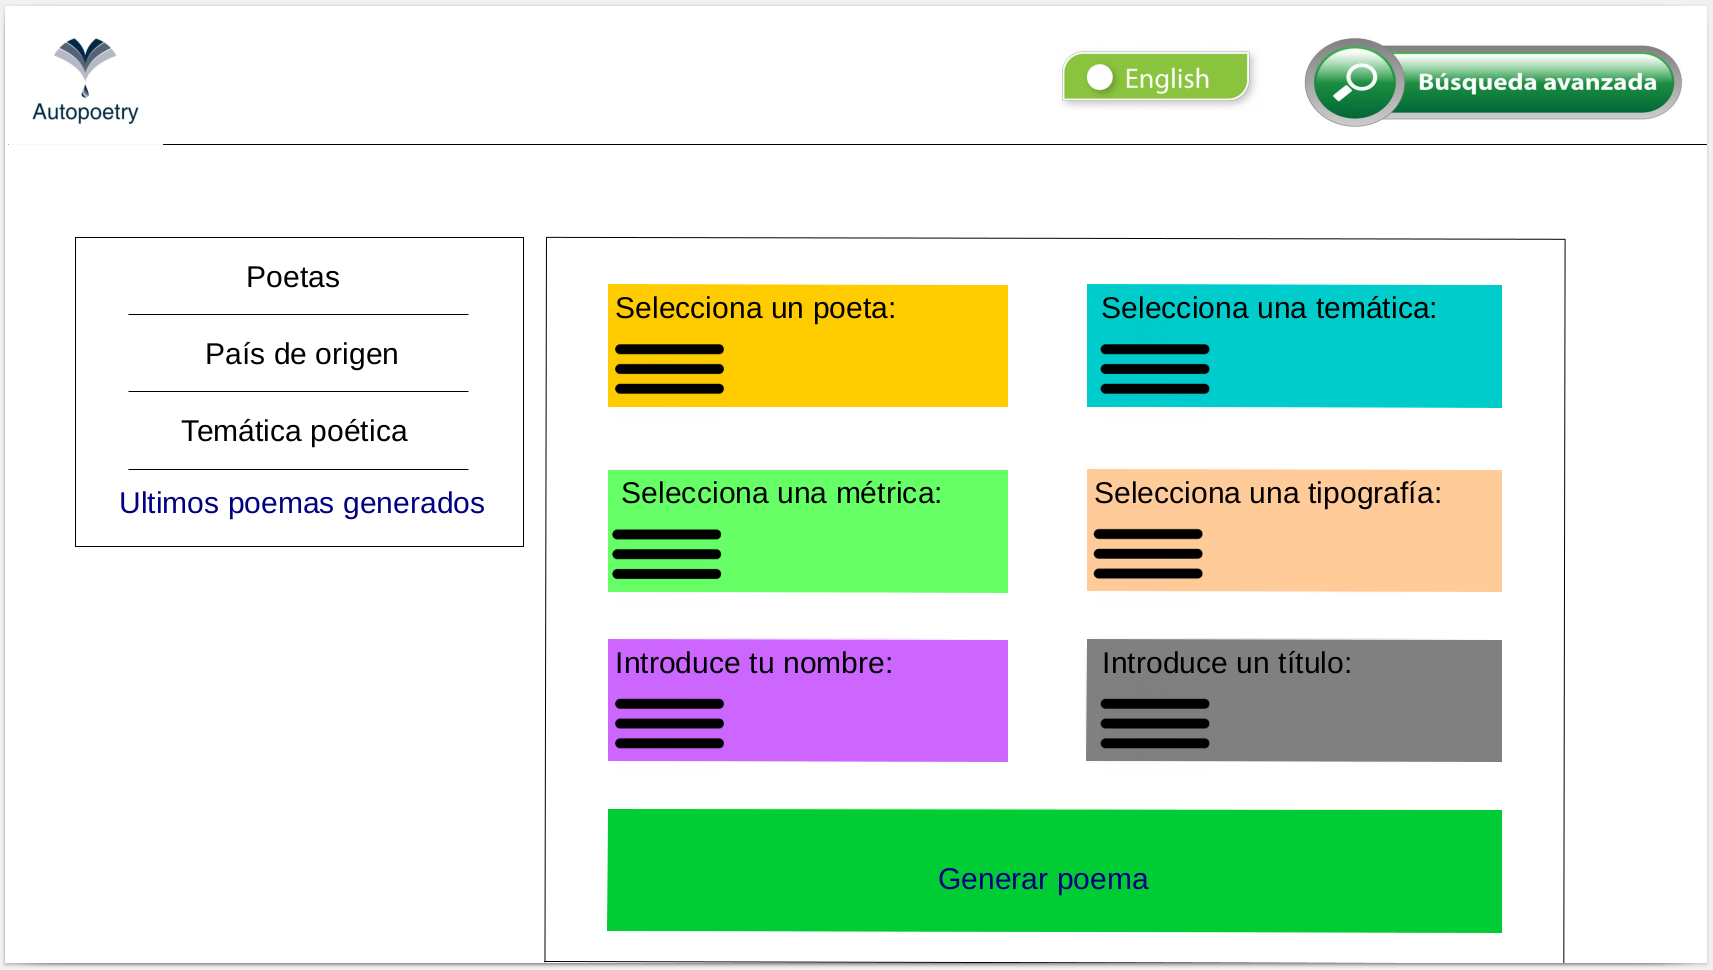 Autopoetry
English
Búsqueda avanzada
Poetas
País de origen
Temática poética
Ultimos poemas generados
Selecciona un poeta:
Selecciona una temática:
Selecciona una métrica:
Selecciona una tipografía:
Introduce tu nombre:
Introduce un título:
Generar poema